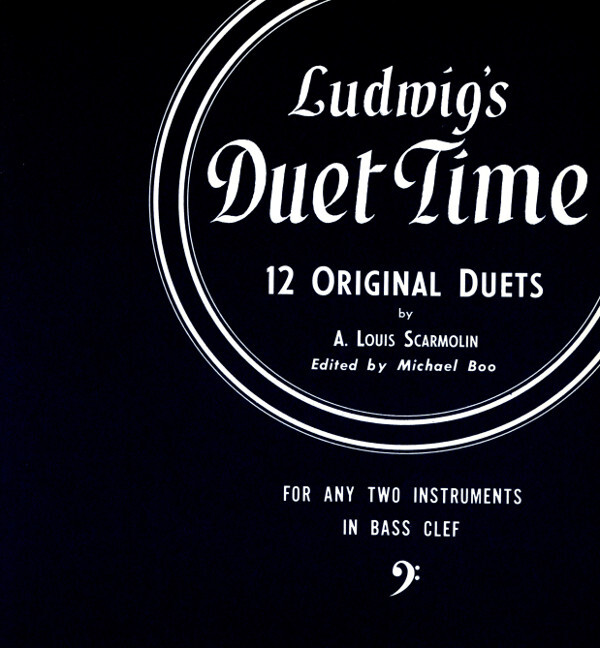 Ludwig's
Duet Time
12 ORIGINAL DUETS
by
A. LOUIS SCARMOLIN
Edited by Michael Boo
FOR ANY TWO INSTRUMENTS
IN BASS CLEF